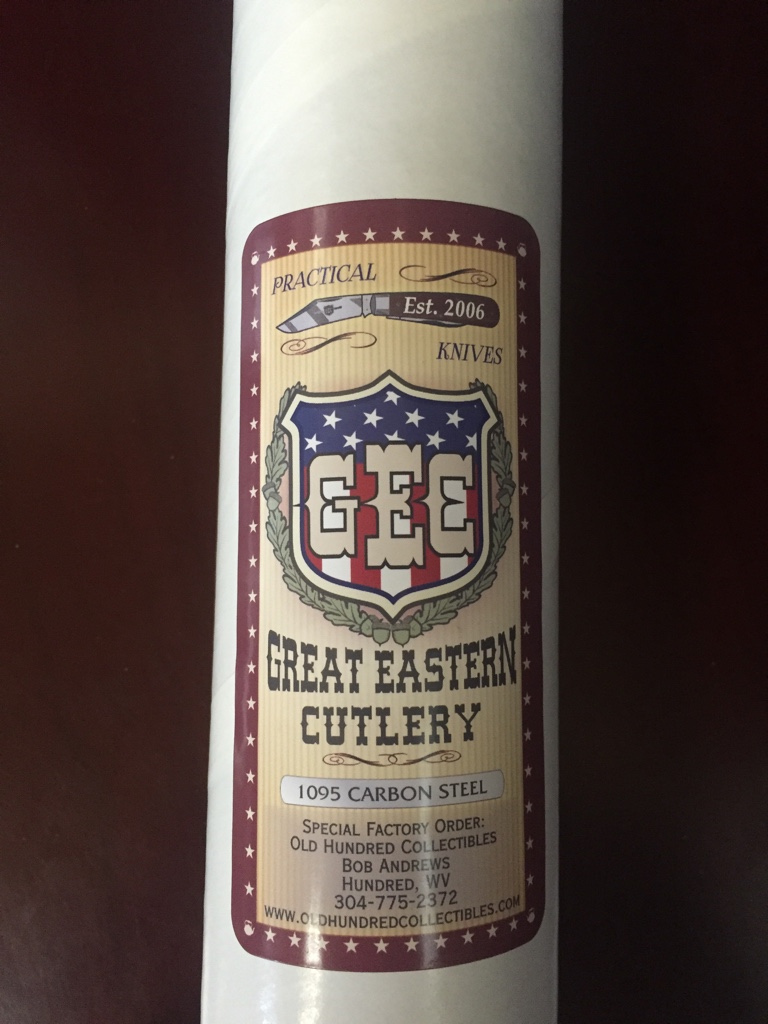 PRACTICAL
Est. 2006
KNIVES
GEC
GREAT EASTERN
CUTLERY
1095 CARBON STEEL
SPECIAL FACTORY ORDER:
OLD HUNDRED COLLECTIBLES
BOB ANDREWS
HUNDRED, WV
304-775-2372
WWW.OLDHUNDREDCOLLECTIBLES.COM